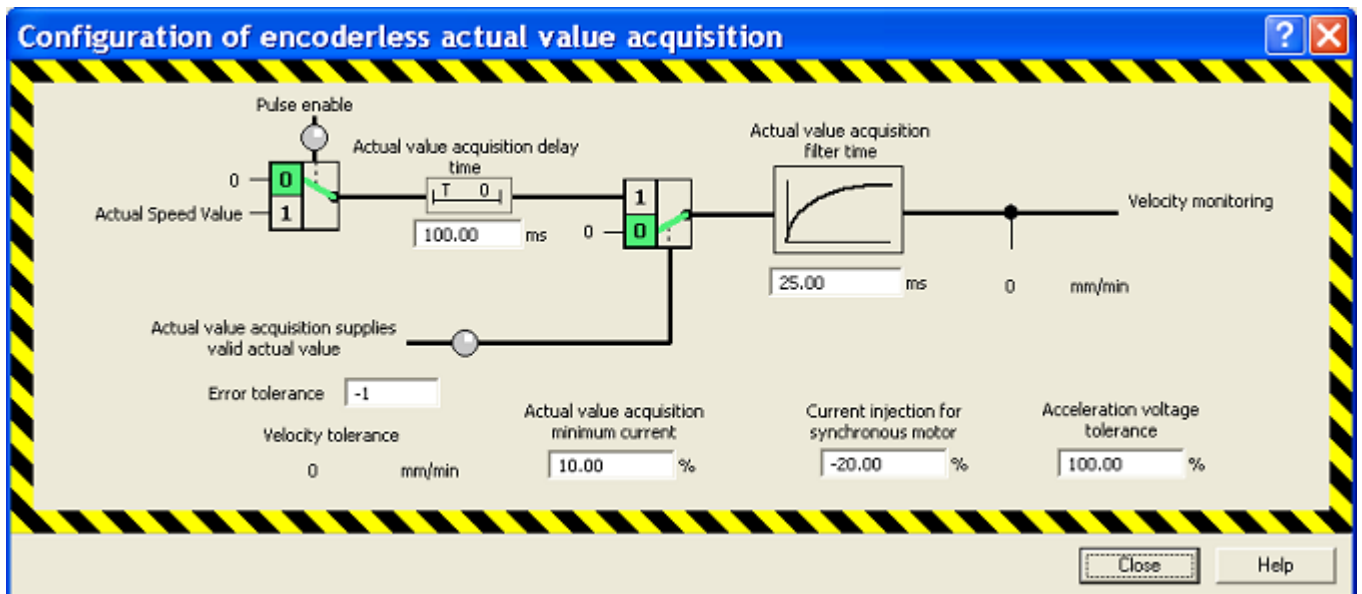 Configuration of encoderless actual value acquisition
Pulse enable
Actual value acquisition delay
time
Actual value acquisition
filter time
0
0
T 0
1
Velocity monitoring
Actual Speed Value
1
100.00 ms
0
0
25.00 ms
0 mm/min
Actual value acquisition supplies
valid actual value
Error tolerance -1
Velocity tolerance
0 mm/min
Actual value acquisition
minimum current
10.00 %
Current injection for
synchronous motor
-20.00 %
Acceleration voltage
tolerance
100.00 %
Close
Help